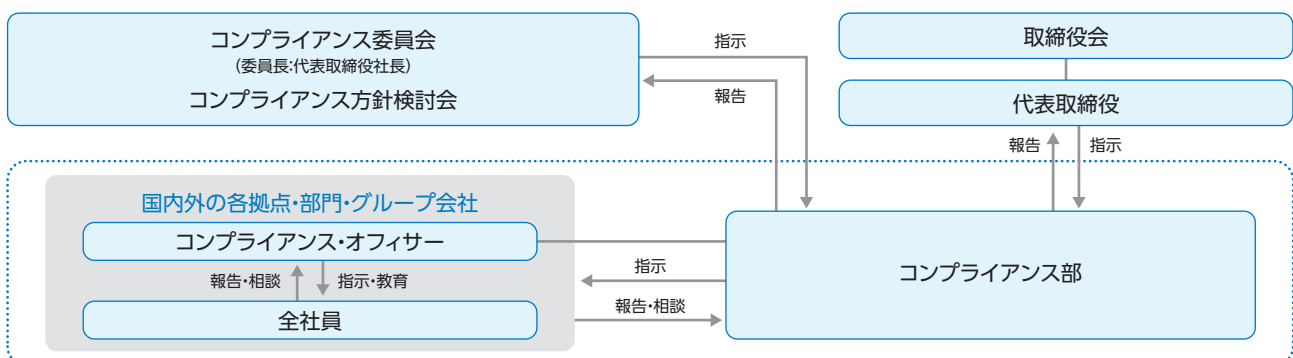 コンプライアンス委員会
(委員長:代表取締役社長)
コンプライアンス方針検討会
指示
報告
取締役会
代表取締役
報告
指示
国内外の各拠点・部門・グループ会社
コンプライアンス・オフィサー
報告・相談
指示・教育
全社員
指示
報告・相談
コンプライアンス部